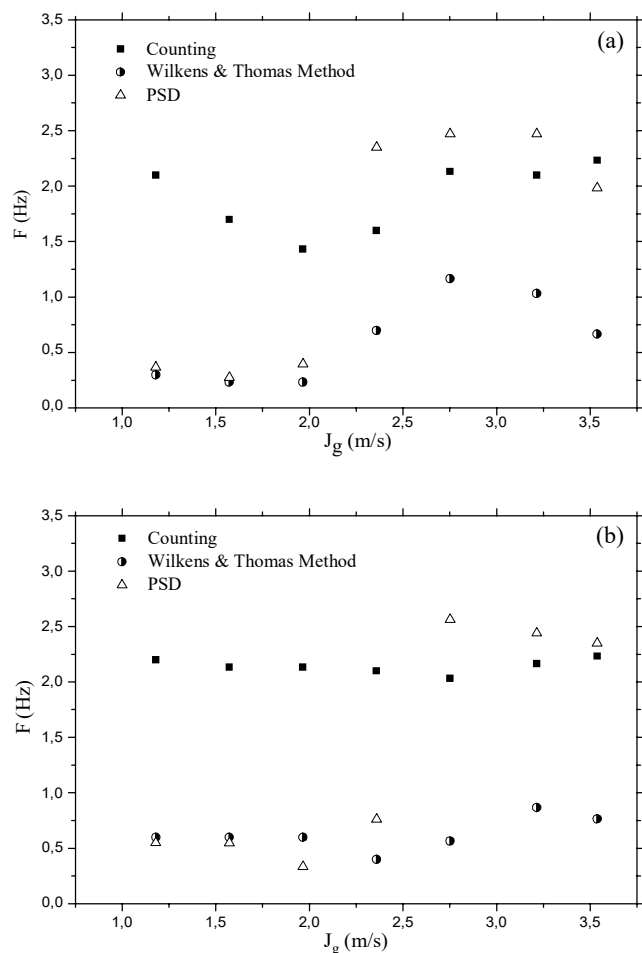 (a)
Counting
Wilkens & Thomas Method
PSD
3,5
3,0
2,5
2,0
1,5
1,0
0,5
0,0
F (Hz)
1,0 1,5 2,0 2,5 3,0 3,5
Jg (m/s)
(b)
Counting
Wilkens & Thomas Method
PSD
3,5
3,0
2,5
2,0
1,5
1,0
0,5
0,0
F (Hz)
1,0 1,5 2,0 2,5 3,0 3,5
Jg (m/s)